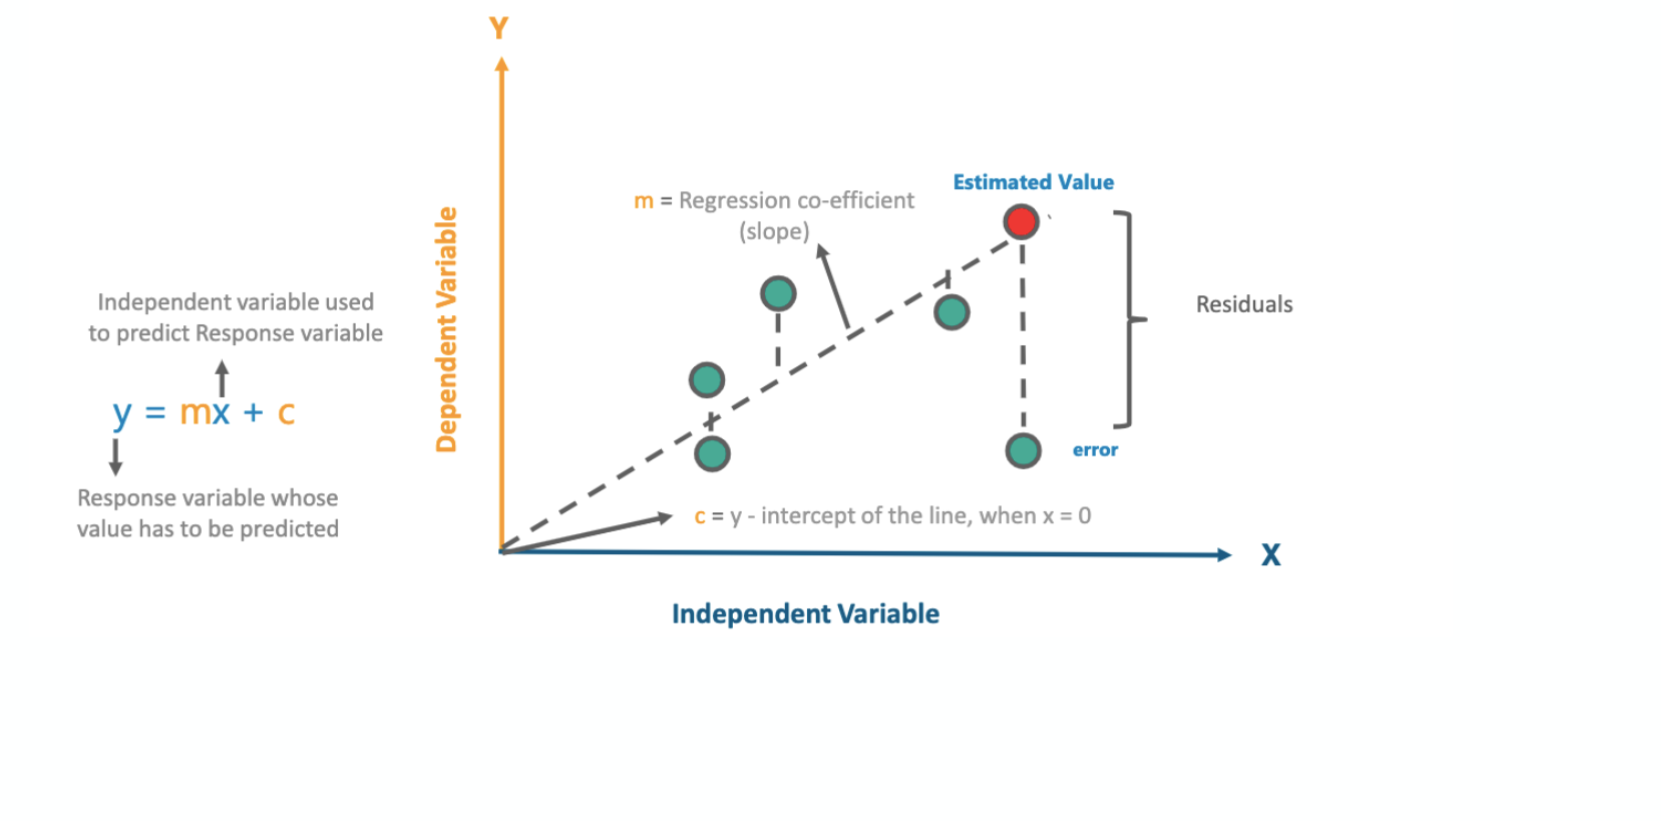 Y
Estimated Value
m = Regression co-efficient
(slope)
Dependent Variable
Independent variable used
to predict Response variable
Residuals
y = mx + c
error
Response variable whose
value has to be predicted
c = y - intercept of the line, when x = 0
X
Independent Variable